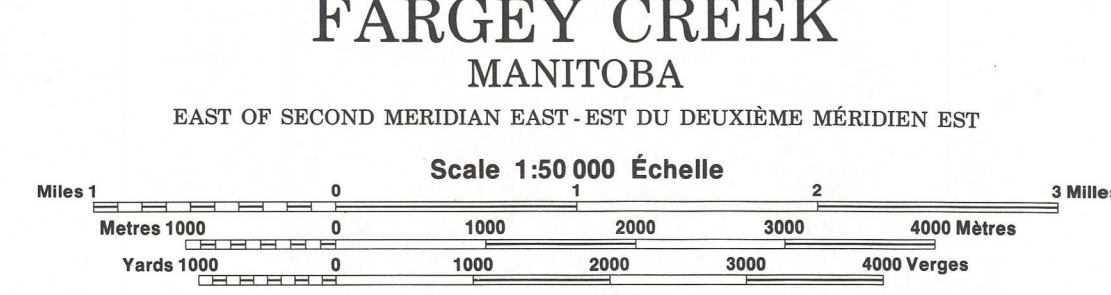 FARGEY CREEK
MANITOBA
EAST OF SECOND MERIDIAN EAST - EST DU DEUXIÈME MÉRIDIEN EST
Scale 1:50 000 Échelle
Miles 1 0 1 2 3 Milles
Metres 1000 0 1000 2000 3000 4000 Mètres
Yards 1000 0 1000 2000 3000 4000 Verges